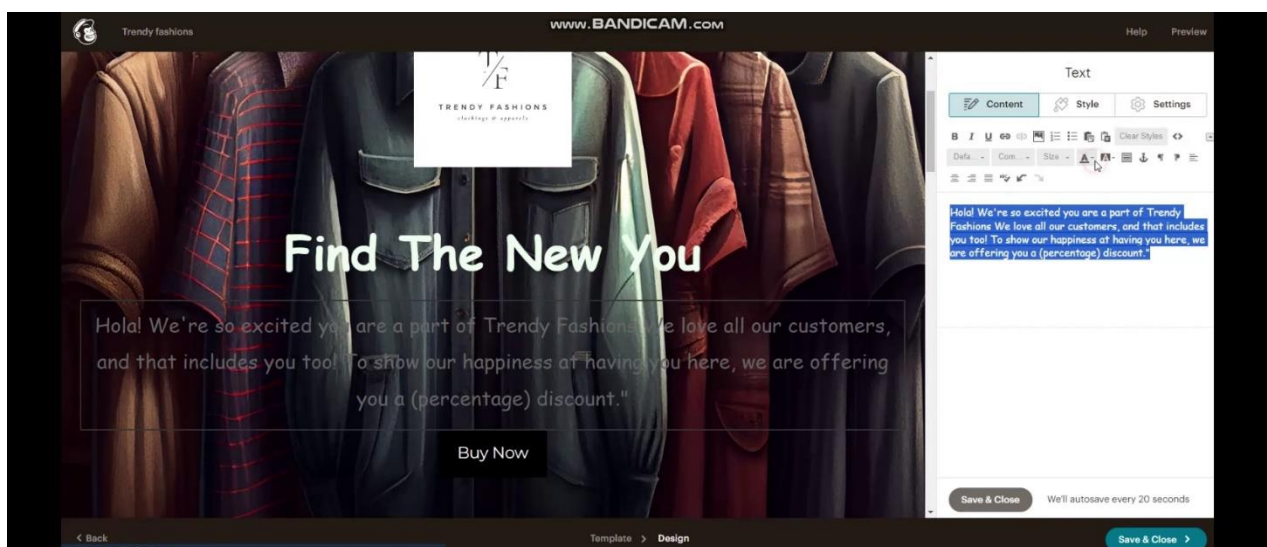 www.BANDICAM.com
Trendy fashions
Help
Preview
T/F
TRENDY FASHIONS
clothings & apparels
Find The New You
Hola! We're so excited you are a part of Trendy Fashions We love all our customers,
and that includes you too! To show our happiness at having you here, we are offering
you a (percentage) discount."
Buy Now
Text
Content
Style
Settings
B I U
Clear Styles
Defa...
Com...
Size
A
A
Hola! We're so excited you are a part of Trendy
Fashions We love all our customers, and that includes
you too! To show our happiness at having you here, we
are offering you a (percentage) discount."
Save & Close
We'll autosave every 20 seconds
< Back
Template > Design
Save & Close >